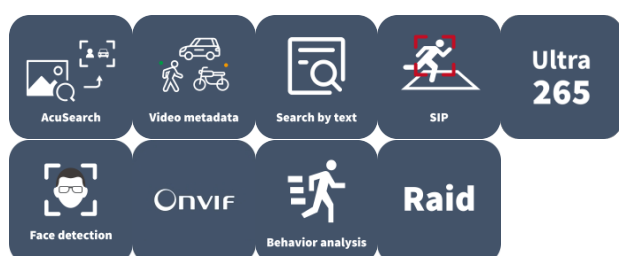 AcuSearch
Video metadata
Search by text
SIP
Ultra
265
Face detection
ONVIF
Behavior analysis
Raid